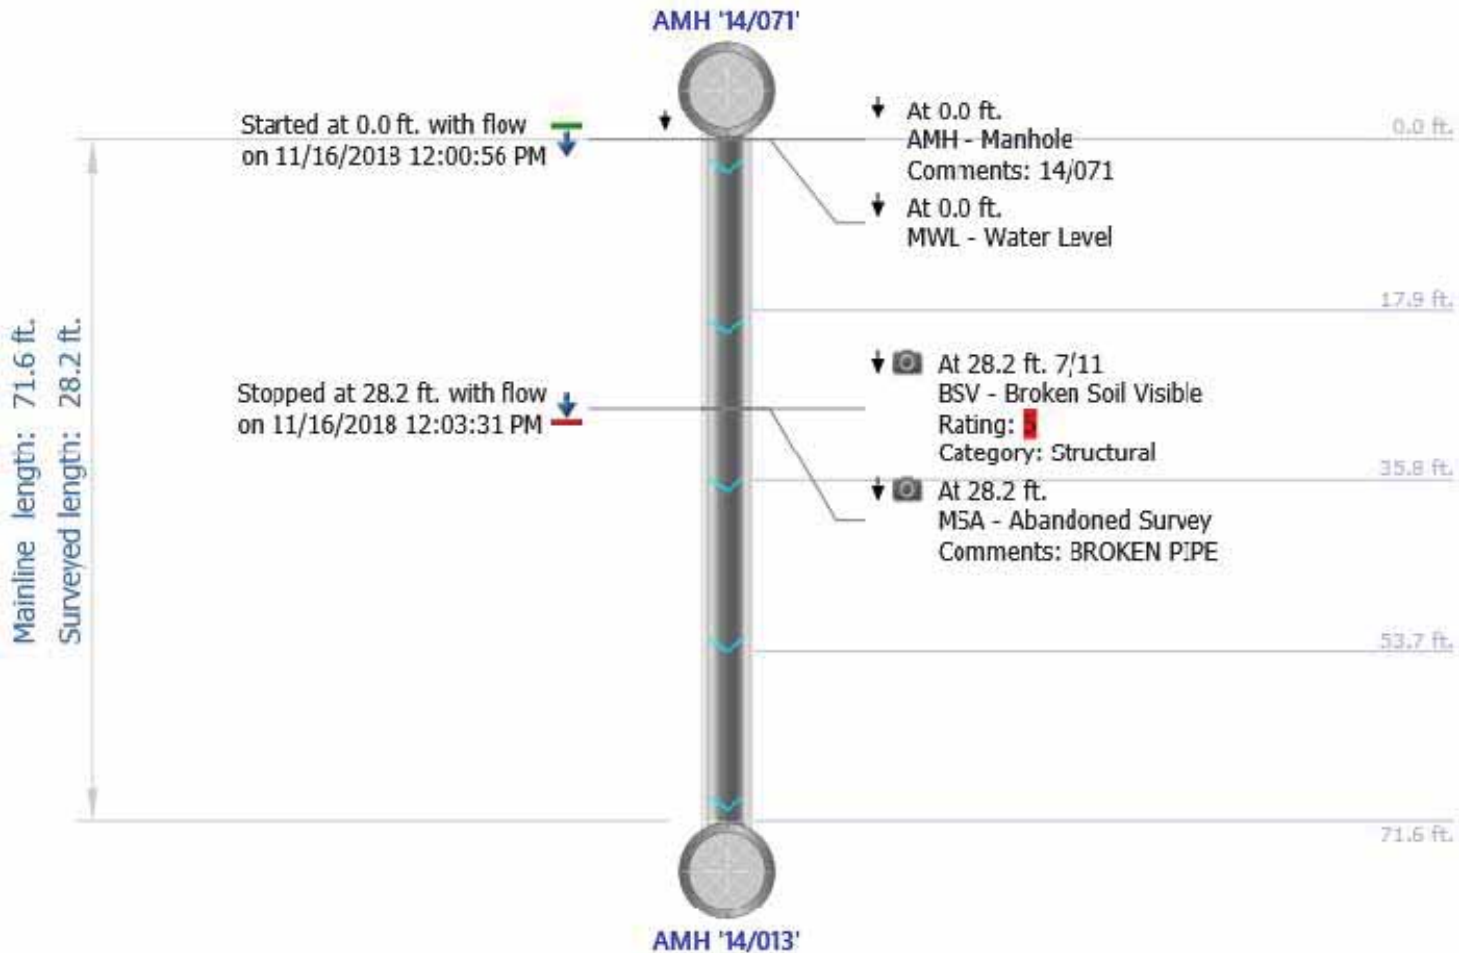 AMH '14/071'
Started at 0.0 ft. with flow
on 11/16/2018 12:00:56 PM
At 0.0 ft.
AMH - Manhole
Comments: 14/071
At 0.0 ft.
MWL - Water Level
0.0 ft.
17.9 ft.
Mainline length: 71.6 ft.
Surveyed length: 28.2 ft.
Stopped at 28.2 ft. with flow
on 11/16/2018 12:03:31 PM
At 28.2 ft. 7/11
BSV - Broken Soil Visible
Rating: 5
Category: Structural
35.8 ft.
At 28.2 ft.
MSA - Abandoned Survey
Comments: BROKEN PIPE
53.7 ft.
71.6 ft.
AMH '14/013'